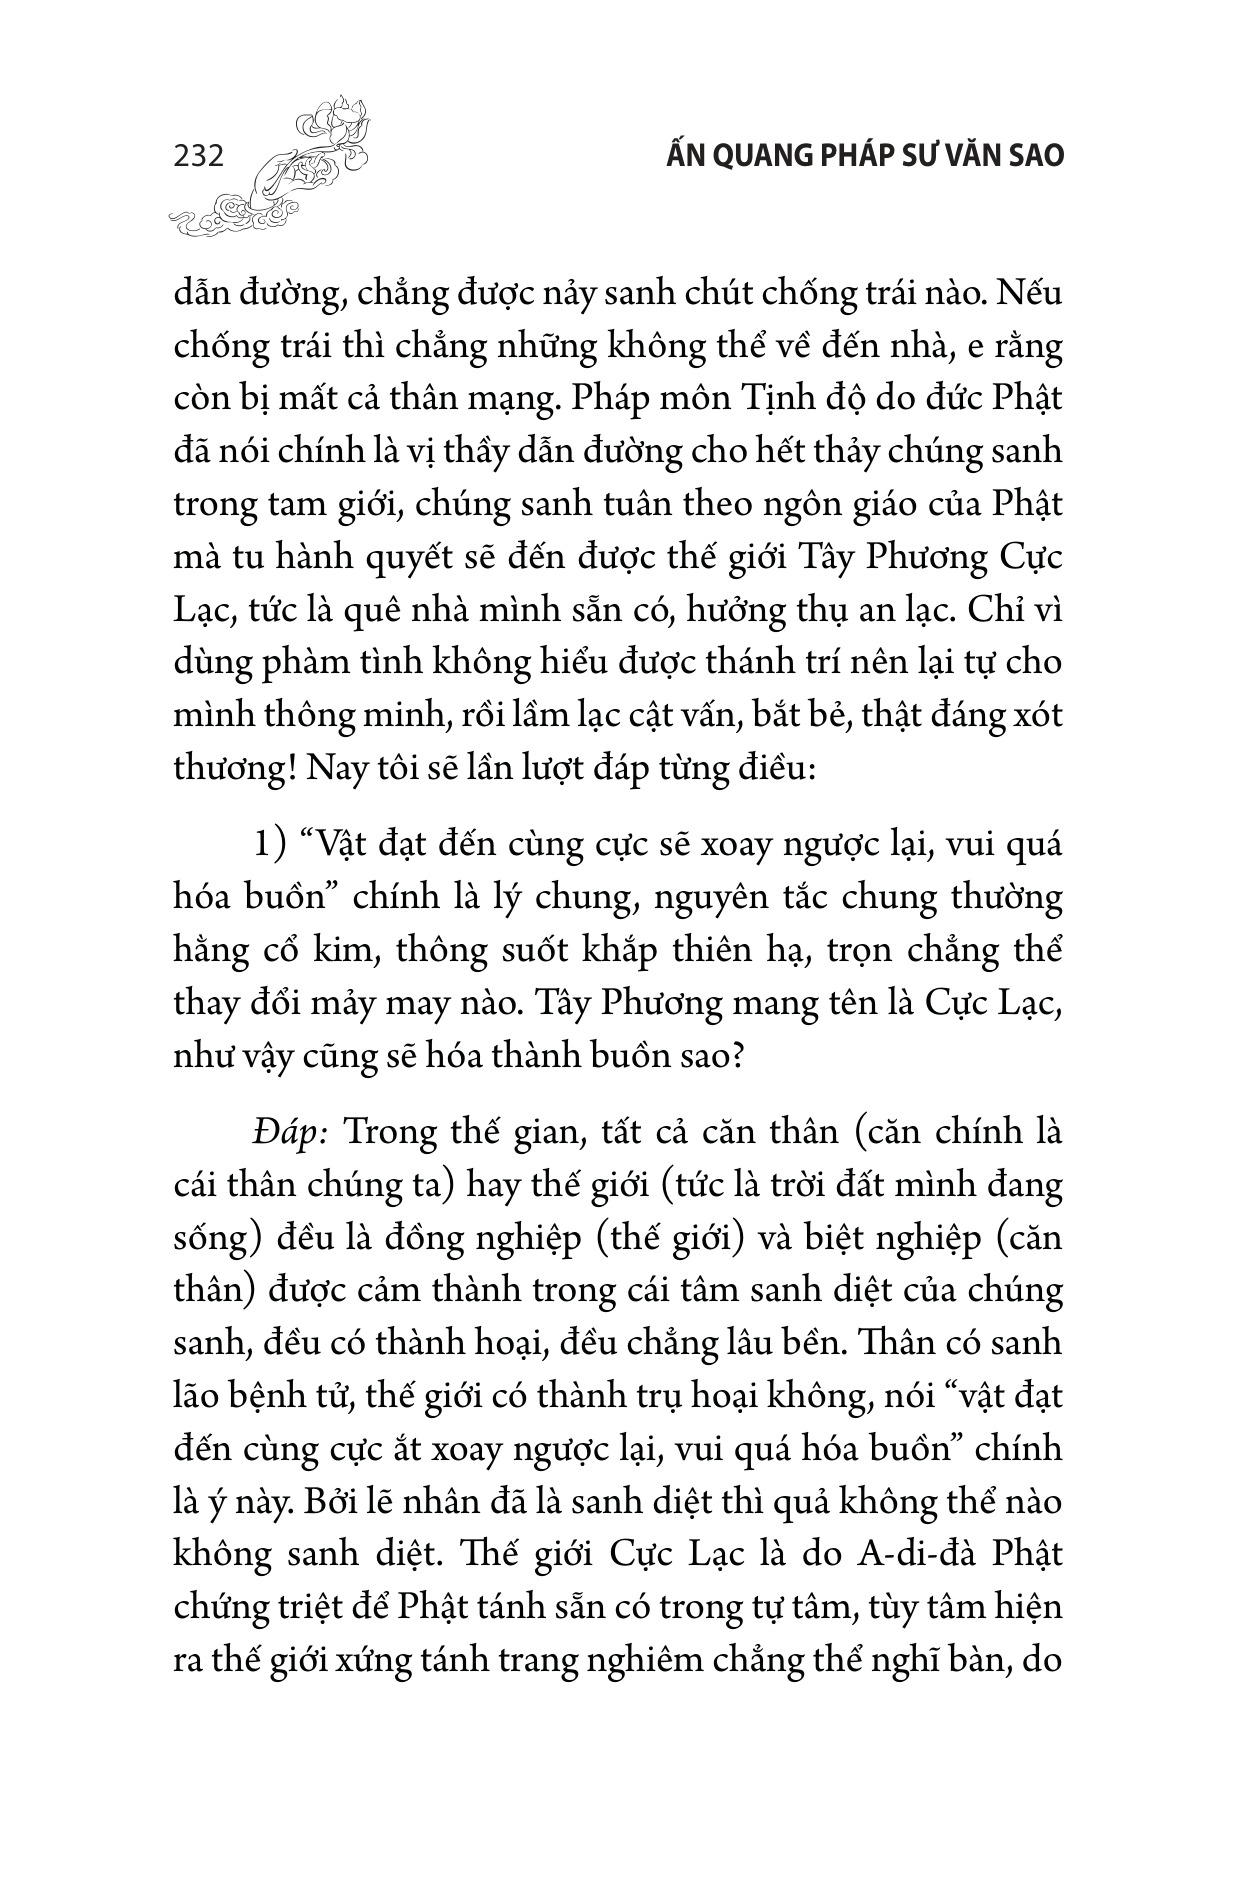 232
ẤN QUANG PHÁP SƯ VĂN SAO
dẫn đường, chẳng được nảy sanh chút chống trái nào. Nếu
chống trái thì chẳng những không thể về đến nhà, e rằng
còn bị mất cả thân mạng. Pháp môn Tịnh độ do đức Phật
đã nói chính là vị thầy dẫn đường cho hết thảy chúng sanh
trong tam giới, chúng sanh tuân theo ngôn giáo của Phật
mà tu hành quyết sẽ đến được thế giới Tây Phương Cực
Lạc, tức là quê nhà mình sẵn có, hưởng thụ an lạc. Chỉ vì
dùng phàm tình không hiểu được thánh trí nên lại tự cho
mình thông minh, rồi lầm lạc cật vấn, bắt bẻ, thật đáng xót
thương! Nay tôi sẽ lần lượt đáp từng điều:
1) “Vật đạt đến cùng cực sẽ xoay ngược lại, vui quá
hóa buồn” chính là lý chung, nguyên tắc chung thường
hằng cổ kim, thông suốt khắp thiên hạ, trọn chẳng thể
thay đổi mảy may nào. Tây Phương mang tên là Cực Lạc,
như vậy cũng sẽ hóa thành buồn sao?
Đáp: Trong thế gian, tất cả căn thân (căn chính là
cái thân chúng ta) hay thế giới (tức là trời đất mình đang
sống) đều là đồng nghiệp (thế giới) và biệt nghiệp (căn
thân) được cảm thành trong cái tâm sanh diệt của chúng
sanh, đều có thành hoại, đều chẳng lâu bền. Thân có sanh
lão bệnh tử, thế giới có thành trụ hoại không, nói “vật đạt
đến cùng cực ắt xoay ngược lại, vui quá hóa buồn” chính
là ý này. Bởi lẽ nhân đã là sanh diệt thì quả không thể nào
không sanh diệt. Thế giới Cực Lạc là do A-di-đà Phật
chứng triệt để Phật tánh sẵn có trong tự tâm, tùy tâm hiện
ra thế giới xứng tánh trang nghiêm chẳng thể nghĩ bàn, do